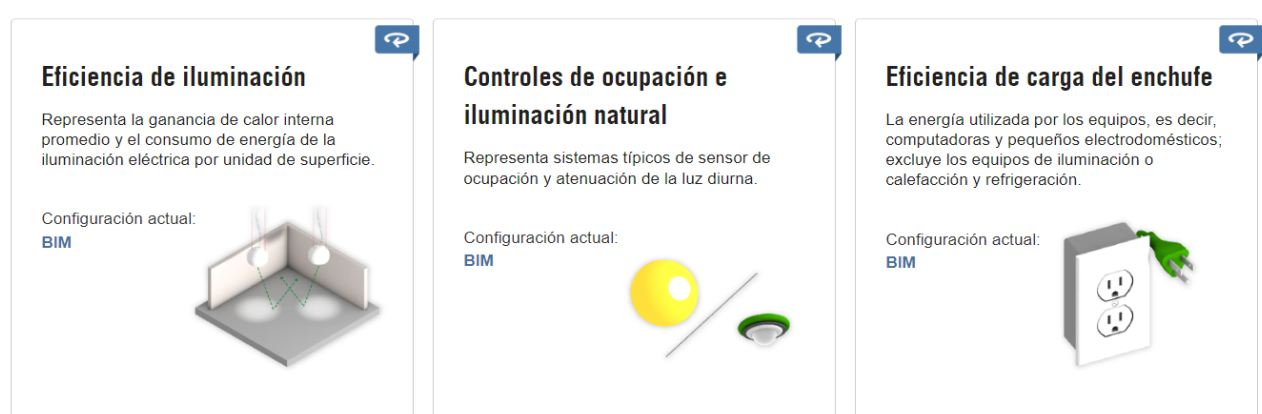 Eficiencia de iluminación
Representa la ganancia de calor interna
promedio y el consumo de energía de la
iluminación eléctrica por unidad de superficie.
Configuración actual:
BIM
Controles de ocupación e
iluminación natural
Representa sistemas típicos de sensor de
ocupación y atenuación de la luz diurna.
Configuración actual:
BIM
Eficiencia de carga del enchufe
La energía utilizada por los equipos, es decir,
computadoras y pequeños electrodomésticos;
excluye los equipos de iluminación o
calefacción y refrigeración.
Configuración actual:
BIM